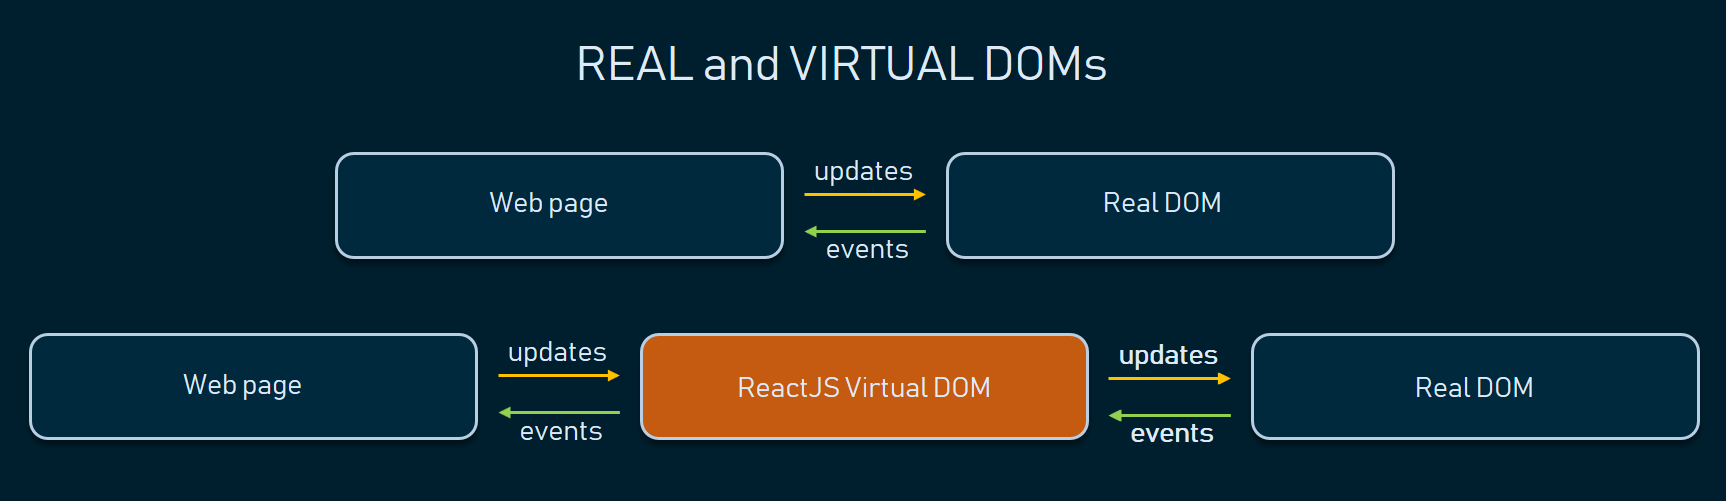 REAL and VIRTUAL DOMs
Web page
updates
events
Real DOM
Web page
updates
events
ReactJS Virtual DOM
updates
events
Real DOM